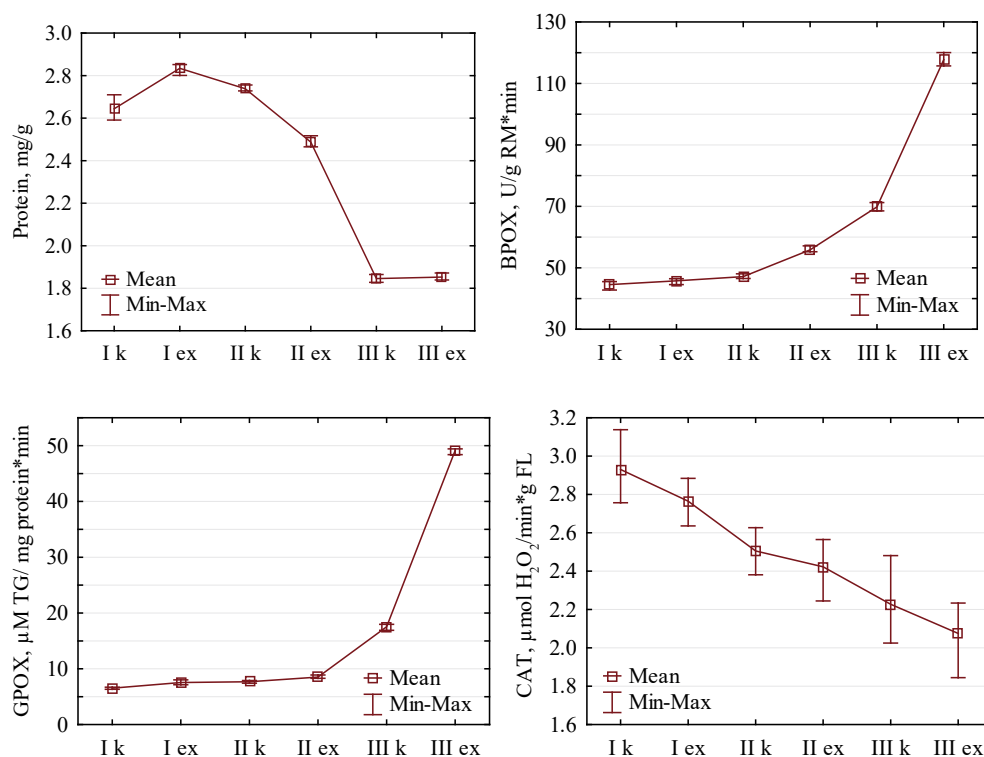 Protein, mg/g
3.0
2.8
2.6
2.4
2.2
2.0
1.8
1.6
Mean
Min-Max
I k I ex II k II ex III k III ex
BPOX, U/g RM*min
130
110
90
70
50
30
Mean
Min-Max
I k I ex II k II ex III k III ex
GPOX, µM TG/ mg protein*min
50
40
30
20
10
0
Mean
Min-Max
I k I ex II k II ex III k III ex
CAT, µmol H₂O₂/min*g FL
3.2
3.0
2.8
2.6
2.4
2.2
2.0
1.8
1.6
Mean
Min-Max
I k I ex II k II ex III k III ex